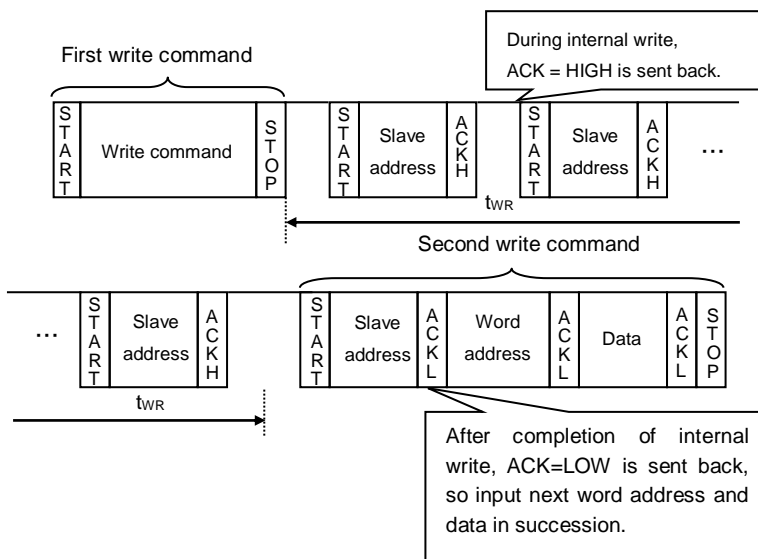 During internal write,
ACK = HIGH is sent back.
First write command
START
Write command
STOP
START
Slave
address
ACKH
START
Slave
address
ACKH
...
tWR
Second write command
...
START
Slave
address
ACKH
START
Slave
address
ACKL
Word
address
ACKL
Data
ACKL
STOP
tWR
After completion of internal
write, ACK=LOW is sent back,
so input next word address and
data in succession.